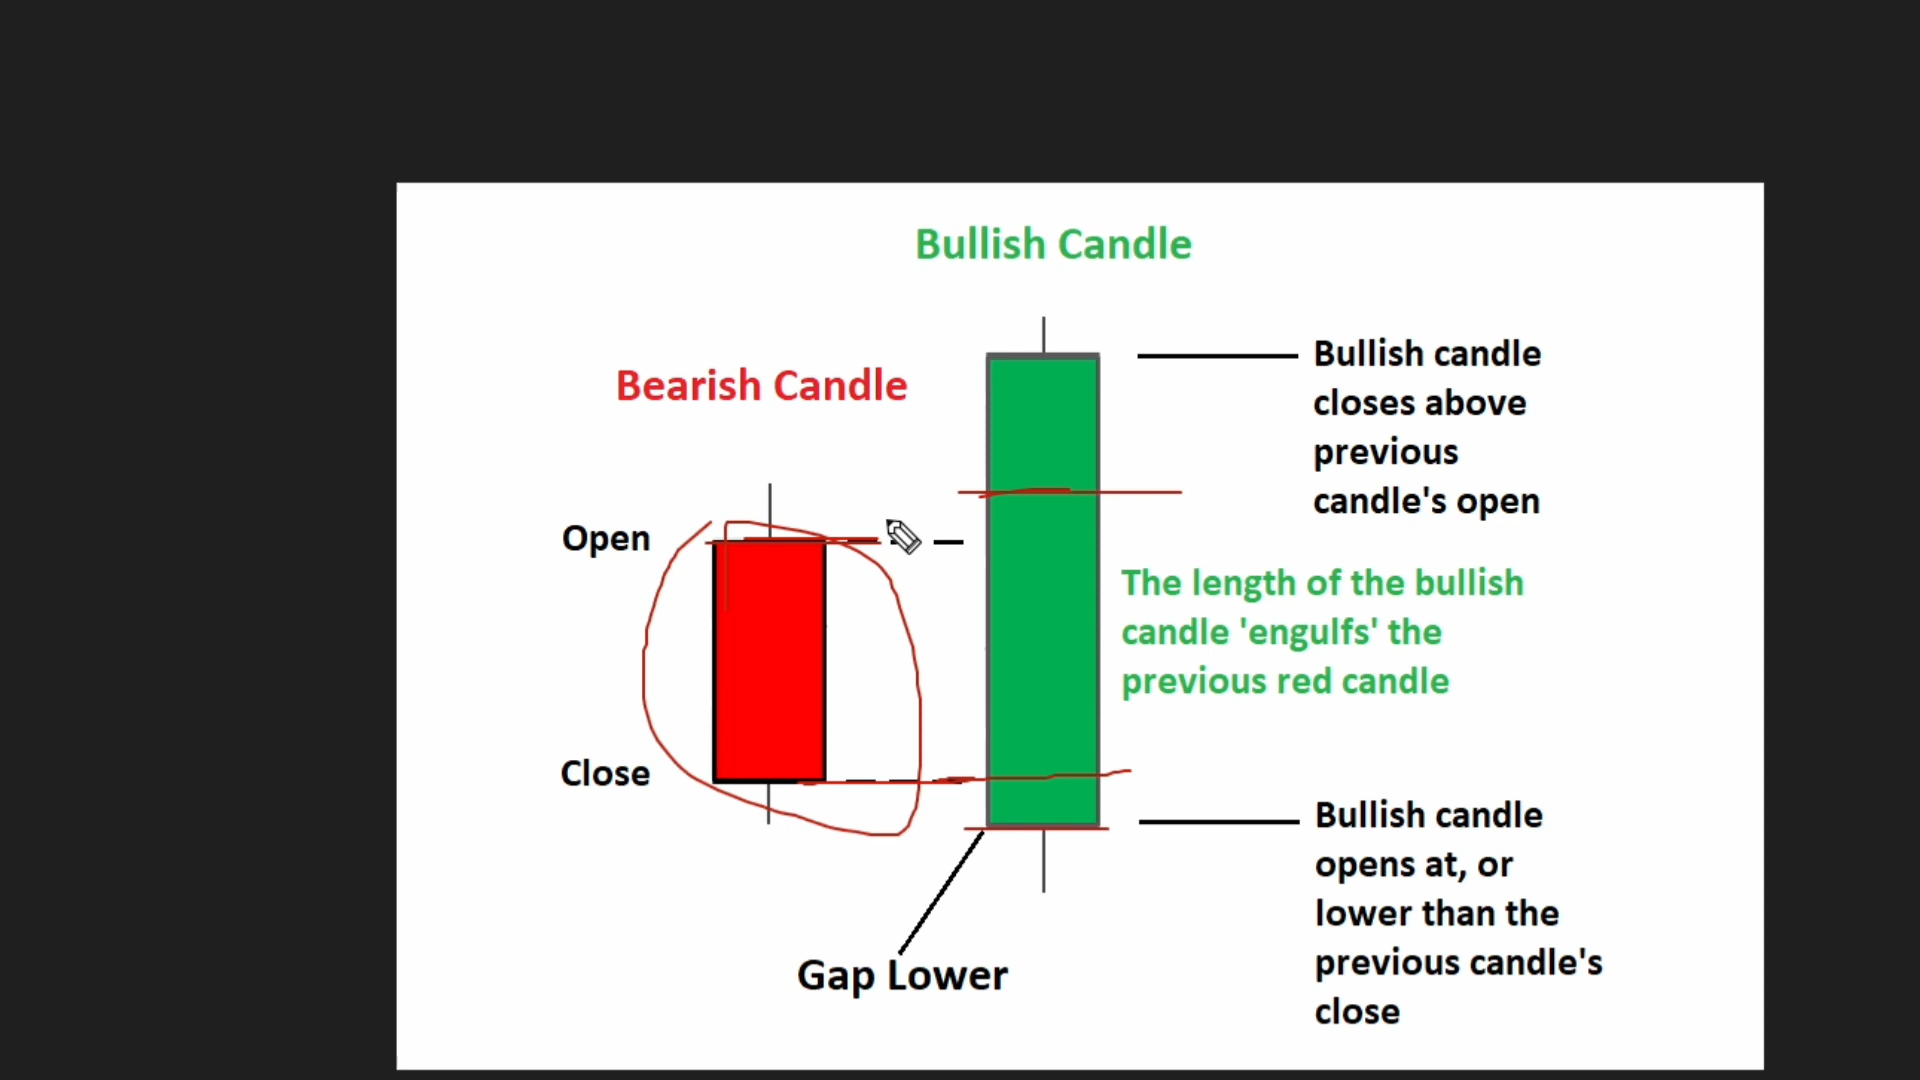 Bullish Candle
Bearish Candle
Bullish candle
closes above
previous
candle's open
Open
The length of the bullish
candle 'engulfs' the
previous red candle
Close
Bullish candle
opens at, or
lower than the
previous candle's
close
Gap Lower